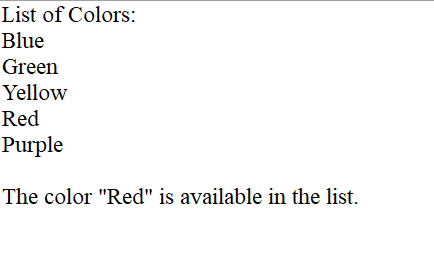 List of Colors:
Blue
Green
Yellow
Red
Purple
The color "Red" is available in the list.